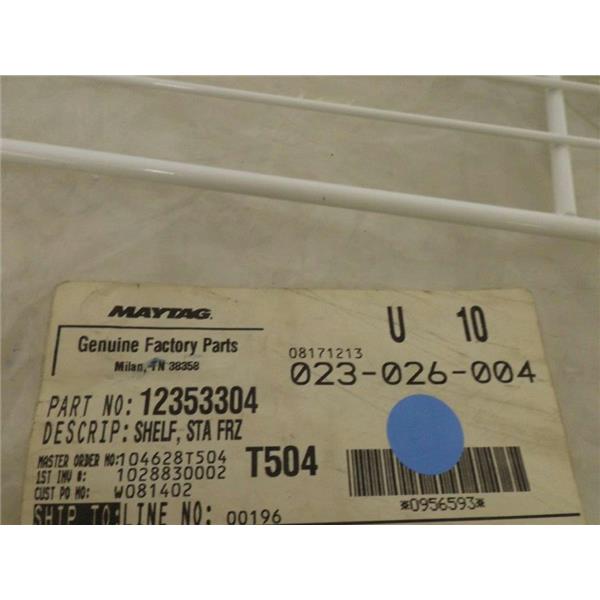 MAYTAG.
Genuine Factory Parts
Milan, TN 38358
U 10
08171213
023-026-004
PART NO: 12353304
DESCRIP: SHELF, STA FRZ
MASTER ORDER NO: 104628T504
T504
1ST INV #: 1028830002
CUST PO NO: W081402
*0956593*
SHIP TO: LINE NO: 00196